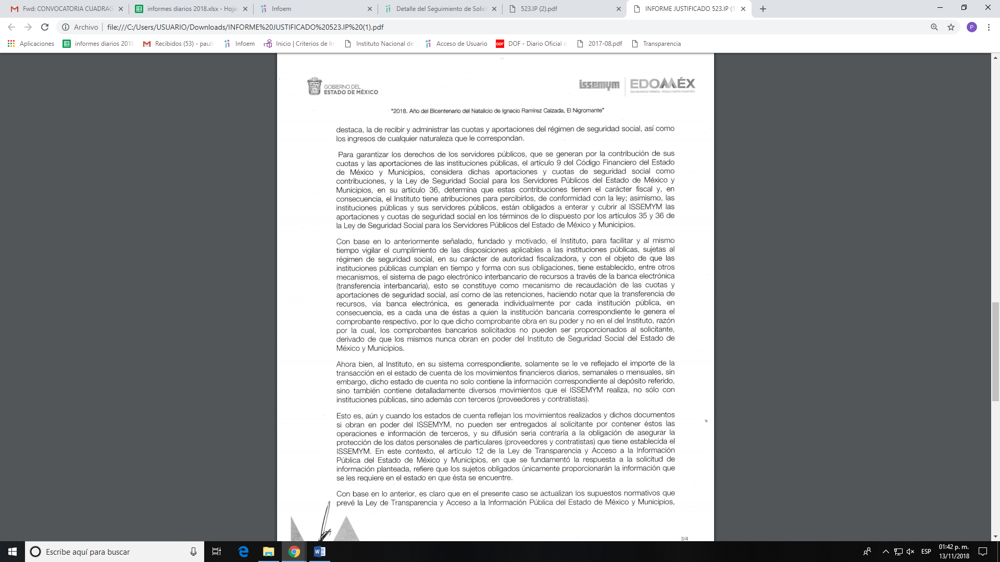 Fwd: CONVOCATORIA CUADRAG
informes diarios 2018.xlsx - Hoja
Infoem
Detalle del Seguimiento de Solici
523.IP (2).pdf
INFORME JUSTIFICADO 523.IP (1
Archivo
file:///C:/Users/USUARIO/Downloads/INFORME%20JUSTIFICADO%20523.IP%20(1).pdf
P
Aplicaciones
informes diarios 2018
Recibidos (53) - pauli
Infoem
Inicio | Criterios de In
Instituto Nacional de
Acceso de Usuario
DOF - Diario Oficial d
2017-08.pdf
Transparencia
GOBIERNO DEL
ESTADO DE MÉXICO
issemym
EDOMÉX
DECISIONES FIRMES, RESULTADOS FUERTES.
"2018. Año del Bicentenario del Natalicio de Ignacio Ramírez Calzada, El Nigromante"
destaca, la de recibir y administrar las cuotas y aportaciones del régimen de seguridad social, así como
los ingresos de cualquier naturaleza que le correspondan.
Para garantizar los derechos de los servidores públicos, que se generan por la contribución de sus
cuotas y las aportaciones de las instituciones públicas, el artículo 9 del Código Financiero del Estado
de México y Municipios, considera dichas aportaciones y cuotas de seguridad social como
contribuciones, y la Ley de Seguridad Social para los Servidores Públicos del Estado de México y
Municipios, en su artículo 36, determina que estas contribuciones tienen el carácter fiscal y, en
consecuencia, el Instituto tiene atribuciones para percibirlos, de conformidad con la ley; asimismo, las
instituciones públicas y sus servidores públicos, están obligados a enterar y cubrir al ISSEMYM las
aportaciones y cuotas de seguridad social en los términos de lo dispuesto por los artículos 35 y 36 de
la Ley de Seguridad Social para los Servidores Públicos del Estado de México y Municipios.
Con base en lo anteriormente señalado, fundado y motivado, el Instituto, para facilitar y al mismo
tiempo vigilar el cumplimiento de las disposiciones aplicables a las instituciones públicas, sujetas al
régimen de seguridad social, en su carácter de autoridad fiscalizadora, y con el objeto de que las
instituciones públicas cumplan en tiempo y forma con sus obligaciones, tiene establecido, entre otros
mecanismos, el sistema de pago electrónico interbancario de recursos a través de la banca electrónica
(transferencia interbancaria), esto se constituye como mecanismo de recaudación de las cuotas y
aportaciones de seguridad social, así como de las retenciones, haciendo notar que la transferencia de
recursos, vía banca electrónica, es generada individualmente por cada institución pública, en
consecuencia, es a cada una de éstas a quien la institución bancaria correspondiente le genera el
comprobante respectivo, por lo que dicho comprobante obra en su poder y no en el del Instituto, razón
por la cual, los comprobantes bancarios solicitados no pueden ser proporcionados al solicitante,
derivado de que los mismos nunca obran en poder del Instituto de Seguridad Social del Estado de
México y Municipios.
Ahora bien, al Instituto, en su sistema correspondiente, solamente se le ve reflejado el importe de la
transacción en el estado de cuenta de los movimientos financieros diarios, semanales o mensuales, sin
embargo, dicho estado de cuenta no solo contiene la información correspondiente al depósito referido,
sino también contiene detalladamente diversos movimientos que el ISSEMYM realiza, no sólo con
instituciones públicas, sino además con terceros (proveedores y contratistas).
Esto es, aún y cuando los estados de cuenta reflejan los movimientos realizados y dichos documentos
si obran en poder del ISSEMYM, no pueden ser entregados al solicitante por contener éstos las
operaciones e información de terceros, y su difusión seria contraría a la obligación de asegurar la
protección de los datos personales de particulares (proveedores y contratistas) que tiene establecida el
ISSEMYM. En este contexto, el artículo 12 de la Ley de Transparencia y Acceso a la Información
Pública del Estado de México y Municipios, en que se fundamentó la respuesta a la solicitud de
información planteada, refiere que los sujetos obligados únicamente proporcionarán la información que
se les requiere en el estado en que ésta se encuentre.
Con base en lo anterior, es claro que en el presente caso se actualizan los supuestos normativos que
prevé la Ley de Transparencia y Acceso a la Información Pública del Estado de México y Municipios,
3/4
Escribe aquí para buscar
ESP
01:42 p. m.
13/11/2018